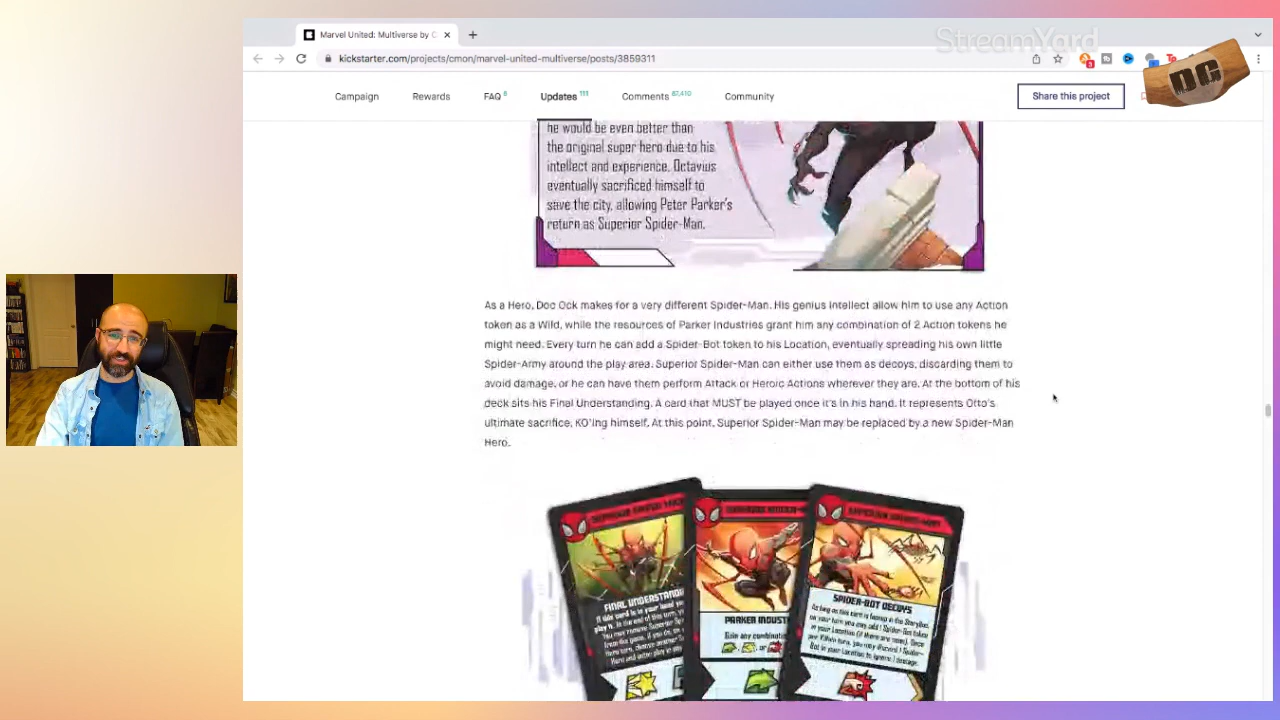 StreamYard
Marvel United: Multiverse by C
kickstarter.com/projects/cmon/marvel-united-multiverse/posts/3859311
DG
Campaign Rewards FAQ 8 Updates 111 Comments 87,410 Community Share this project
he would be even better than
the original super hero due to his
intellect and experience. Octavius
eventually sacrificed himself to
save the city, allowing Peter Parker's
return as Superior Spider-Man.
As a Hero, Doc Ock makes for a very different Spider-Man. His genius intellect allow him to use any Action
token as a Wild, while the resources of Parker Industries grant him any combination of 2 Action tokens he
might need. Every turn he can add a Spider-Bot token to his Location, eventually spreading his own little
Spider-Army around the play area. Superior Spider-Man can either use them as decoys, discarding them to
avoid damage, or he can have them perform Attack or Heroic Actions wherever they are. At the bottom of his
deck sits his Final Understanding. A card that MUST be played once it's in his hand. It represents Otto's
ultimate sacrifice, KO'ing himself. At this point, Superior Spider-Man may be replaced by a new Spider-Man
Hero.
FINAL UNDERSTANDING
PARKER INDUST
Gain any combinatio
SPIDER-BOT DECOYS